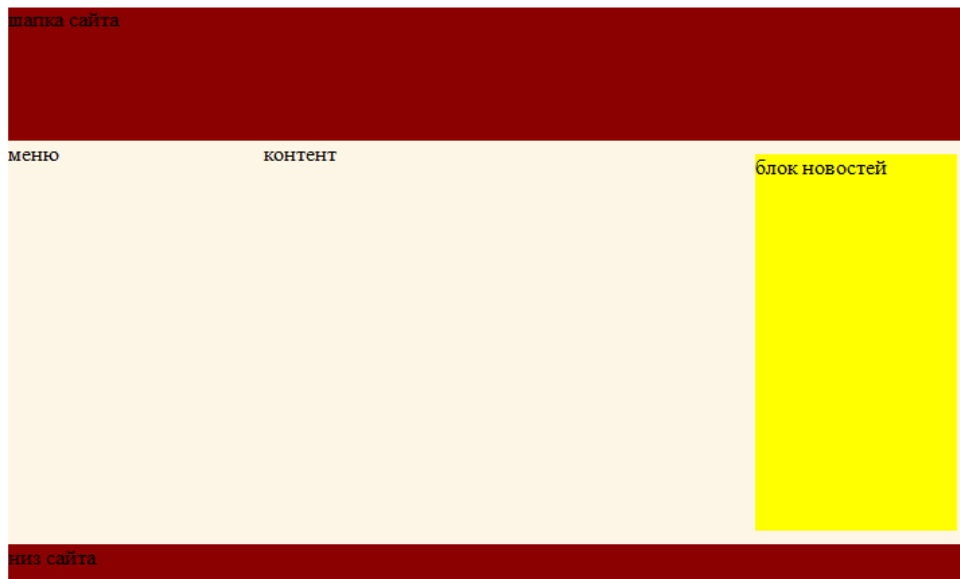 шапка сайта
меню
контент
блок новостей
низ сайта